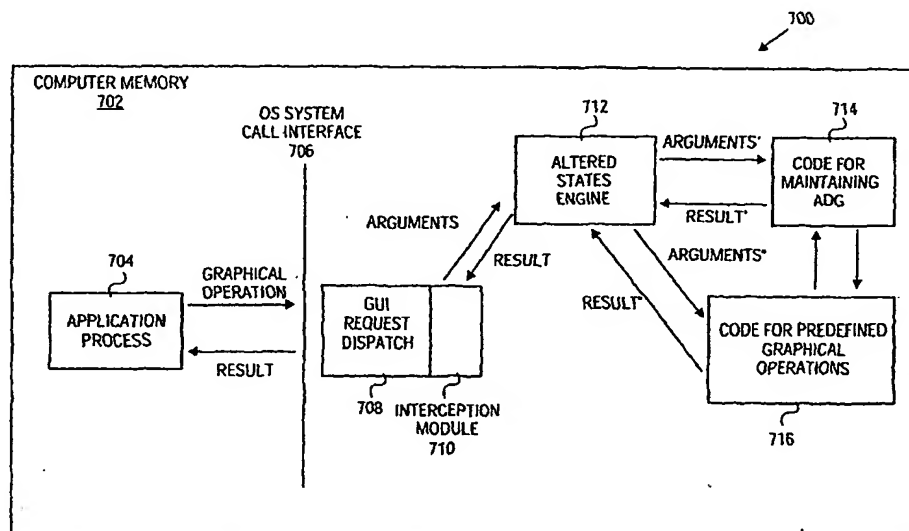 700
COMPUTER MEMORY
702
OS SYSTEM
CALL INTERFACE
706
712
714
ALTERED
STATES
ENGINE
ARGUMENTS'
CODE FOR
MAINTAINING
ADG
RESULT'
ARGUMENTS
RESULT
ARGUMENTS"
RESULT"
704
GRAPHICAL
OPERATION
APPLICATION
PROCESS
RESULT
GUI
REQUEST
DISPATCH
CODE FOR PREDEFINED
GRAPHICAL
OPERATIONS
708
INTERCEPTION
MODULE
710
716